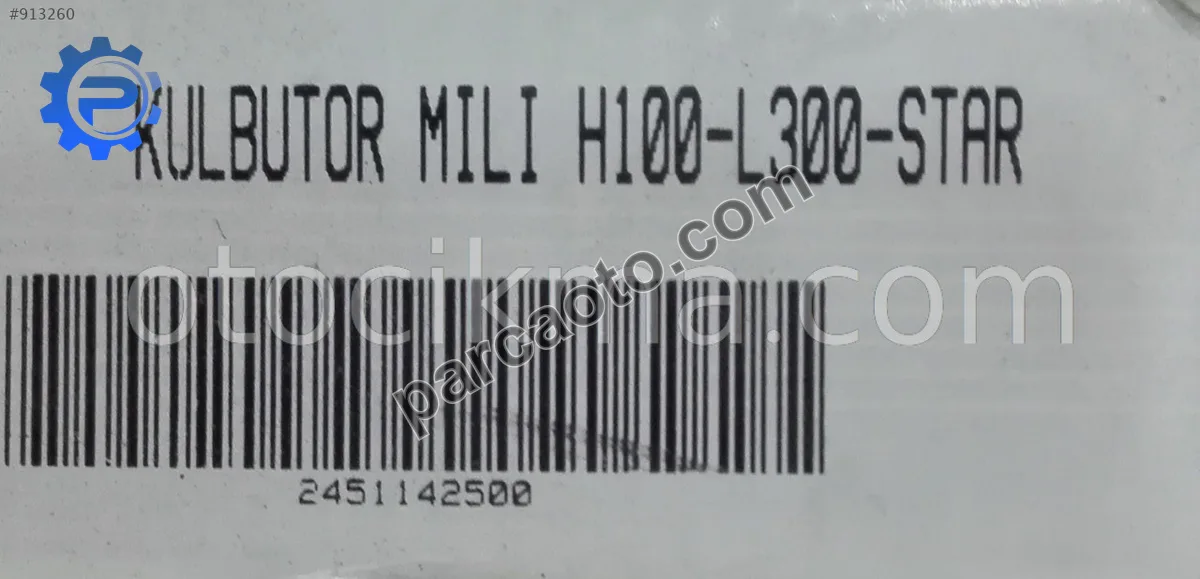 #913260
KULBUTOR MILI H100-L300-STAR
otocikma.com
parcaoto.com
2451142500